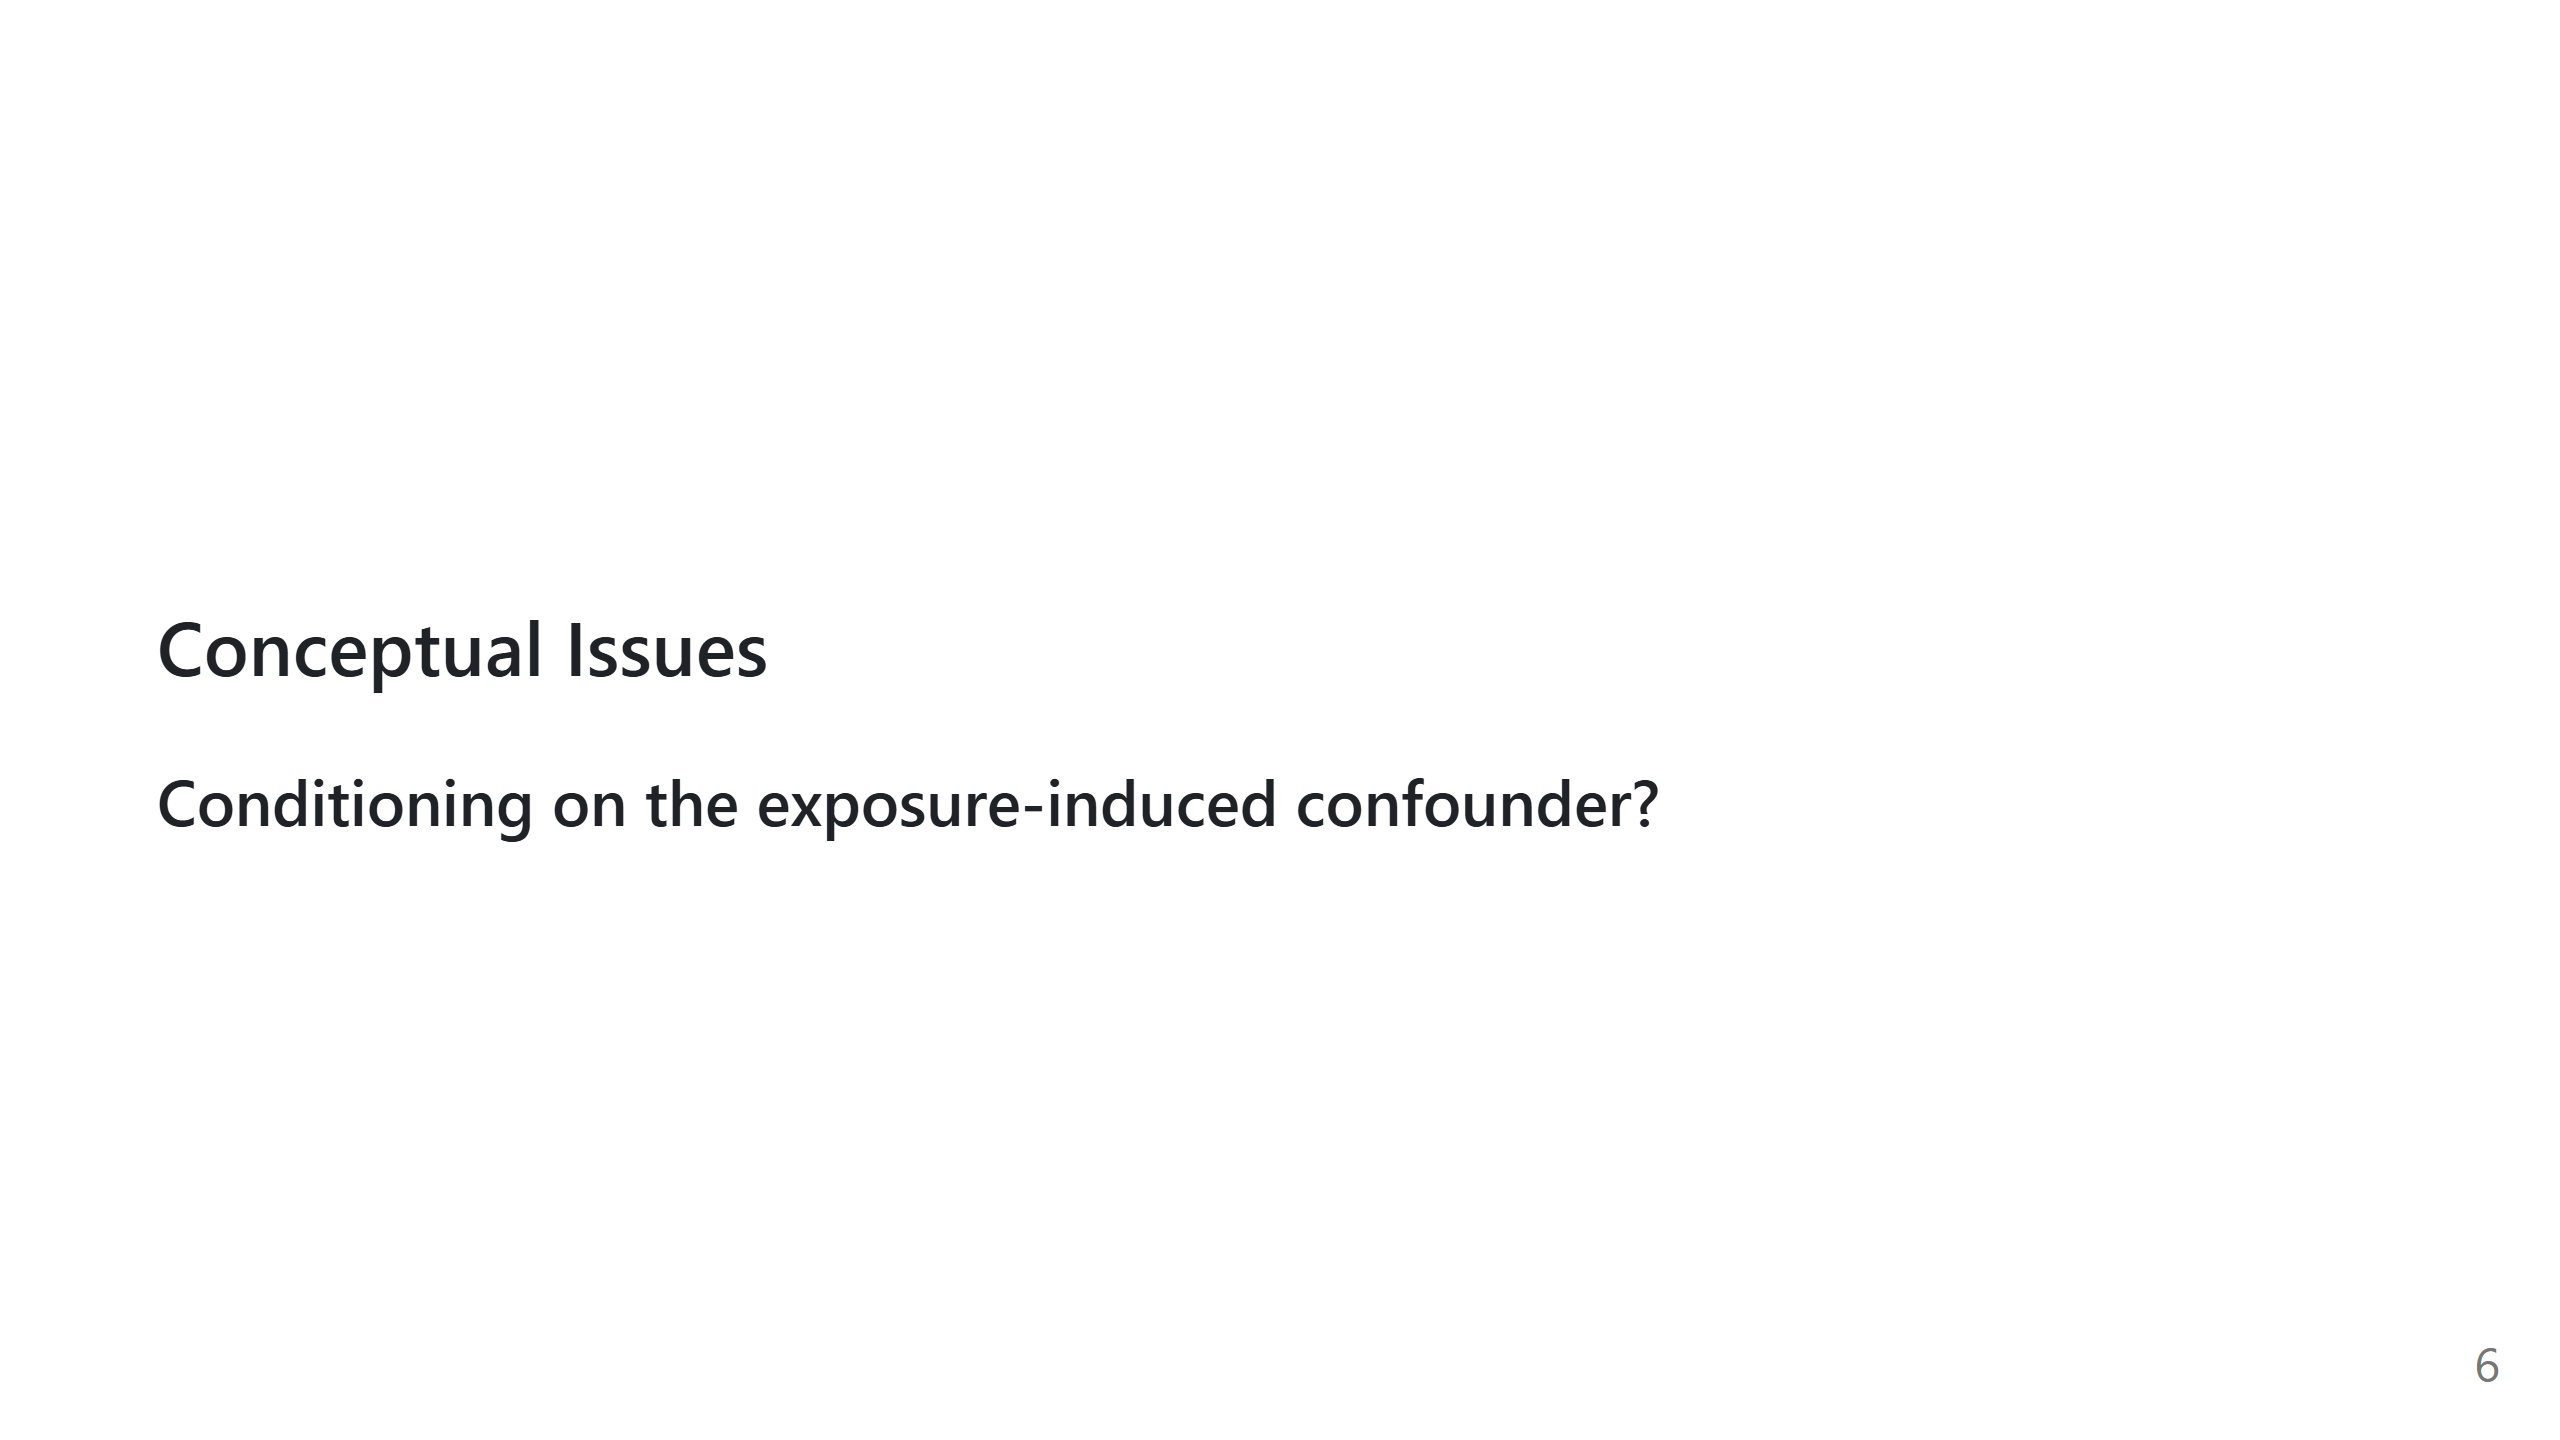 Conceptual Issues
Conditioning on the exposure-induced confounder?
6